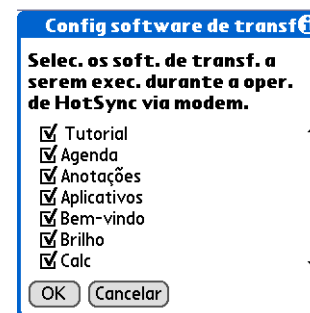 Config software de transf
Selec. os soft. de transf. a
serem exec. durante a oper.
de HotSync via modem.
Tutorial
Agenda
Anotações
Aplicativos
Bem-vindo
Brilho
Calc
OK Cancelar